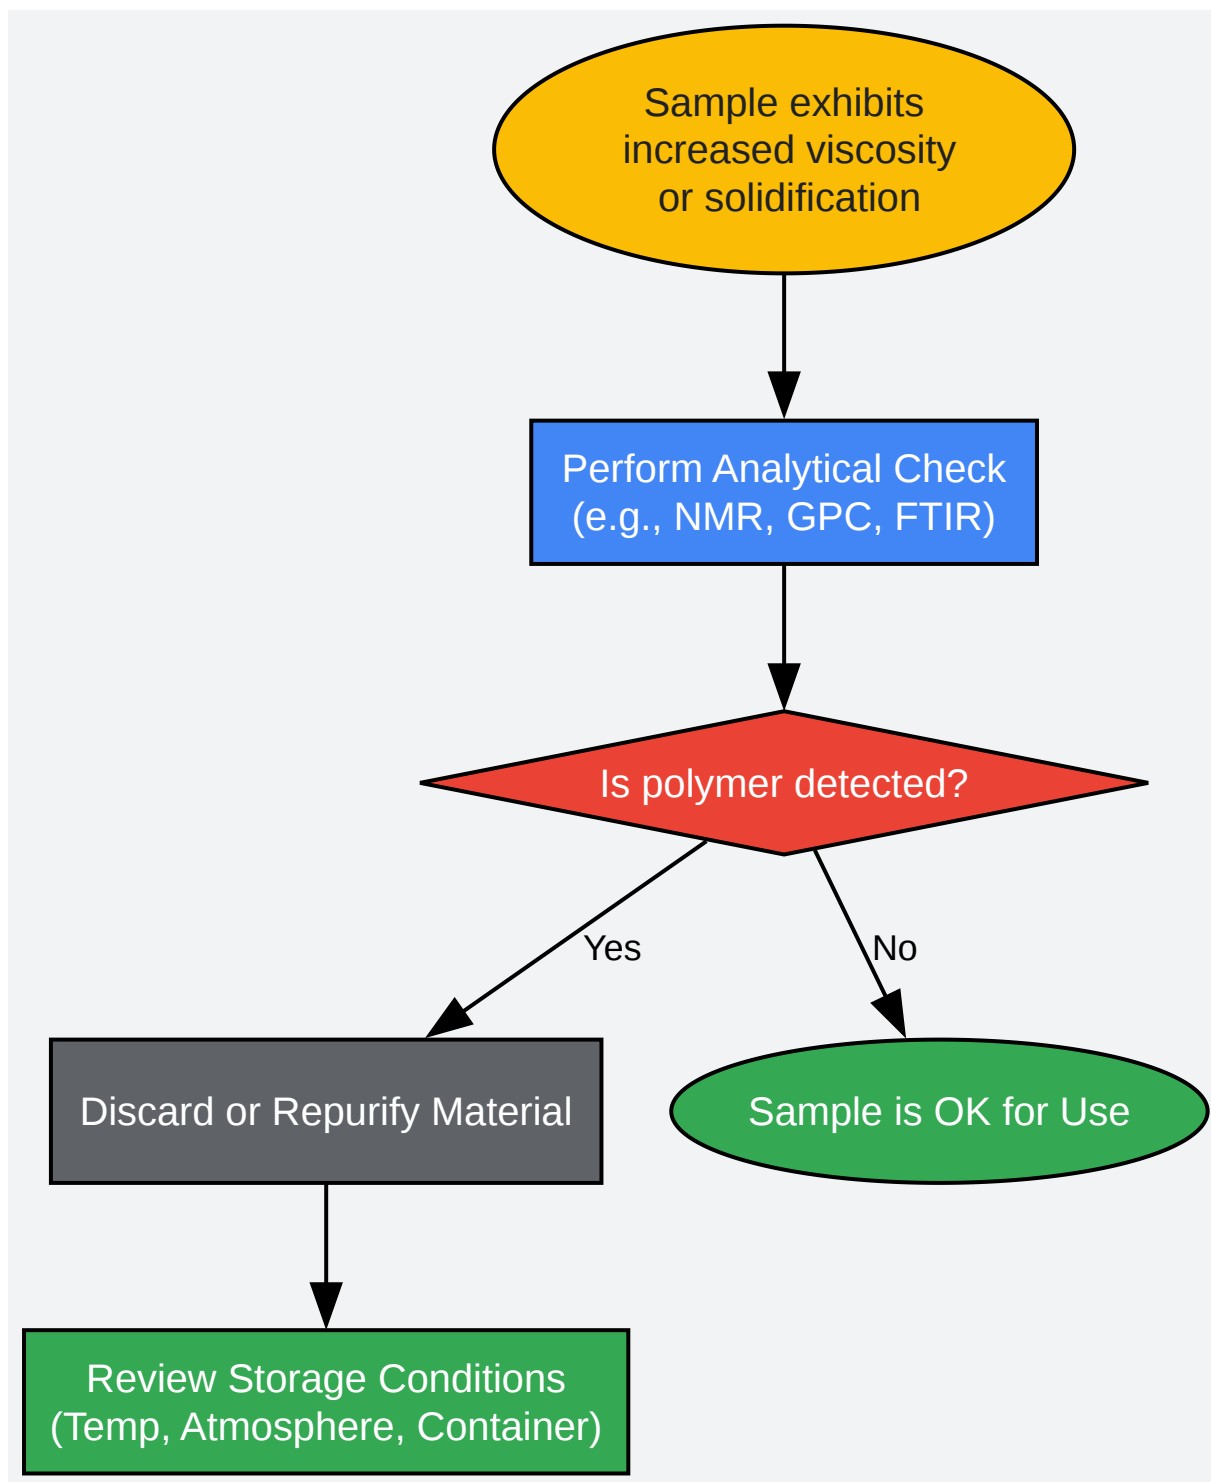 Sample exhibits
increased viscosity
or solidification
Perform Analytical Check
(e.g., NMR, GPC, FTIR)
Is polymer detected?
Yes
No
Discard or Repurify Material
Sample is OK for Use
Review Storage Conditions
(Temp, Atmosphere, Container)